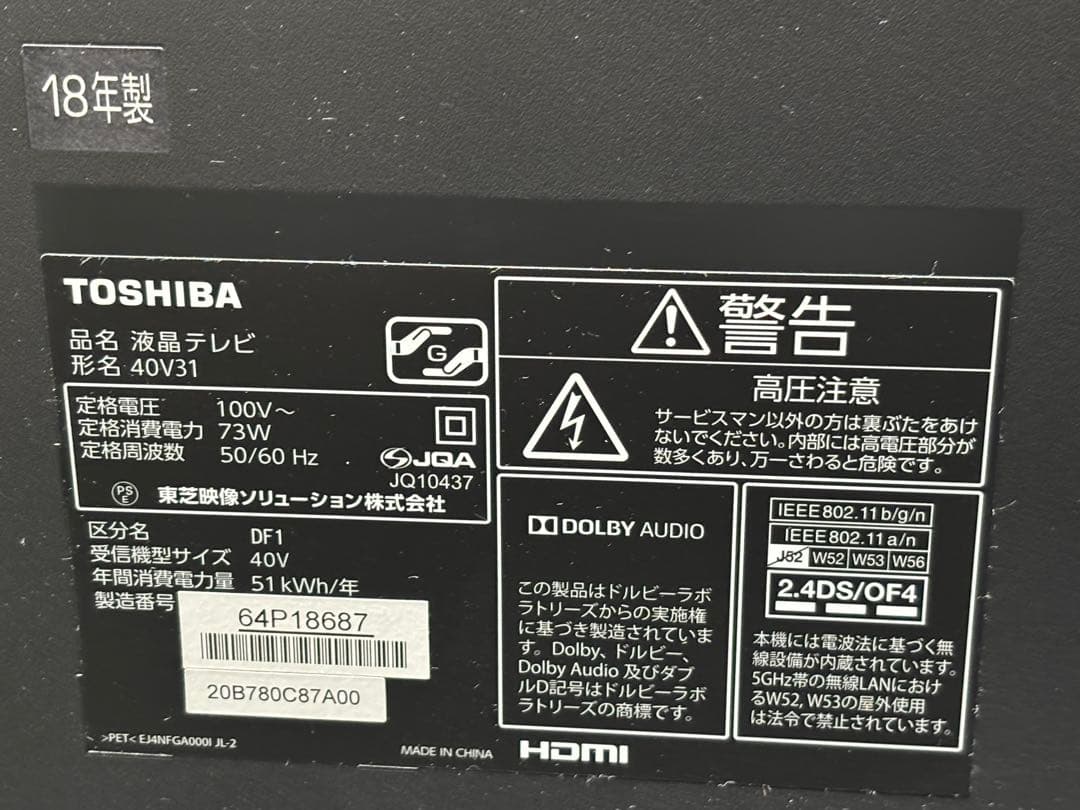 18年製
TOSHIBA
品名 液晶テレビ
形名 40V31
G
定格電圧 100V～
定格消費電力 73W
定格周波数 50/60 Hz
JQA
JQ10437
PS
E
東芝映像ソリューション株式会社
区分名 DF1
受信機型サイズ 40V
年間消費電力量 51kWh/年
製造番号
64P18687
20B780C87A00
>PET< EJ4NFGA000I JL-2
MADE IN CHINA
警告
高圧注意
サービスマン以外の方は裏ぶたをあけ
ないでください。内部には高電圧部分が
数多くあり、万一さわると危険です。
DOLBY AUDIO
この製品はドルビーラボ
ラトリーズからの実施権
に基づき製造されていま
す。Dolby、ドルビー、
Dolby Audio 及びダブ
ルD記号はドルビーラボ
ラトリーズの商標です。
HDMI
IEEE802.11b/g/n
IEEE802.11a/n
J52 W52 W53 W56
2.4DS/OF4
本機には電波法に基づく無
線設備が内蔵されています。
5GHz帯の無線LANにおけ
るW52, W53の屋外使用
は法令で禁止されています。